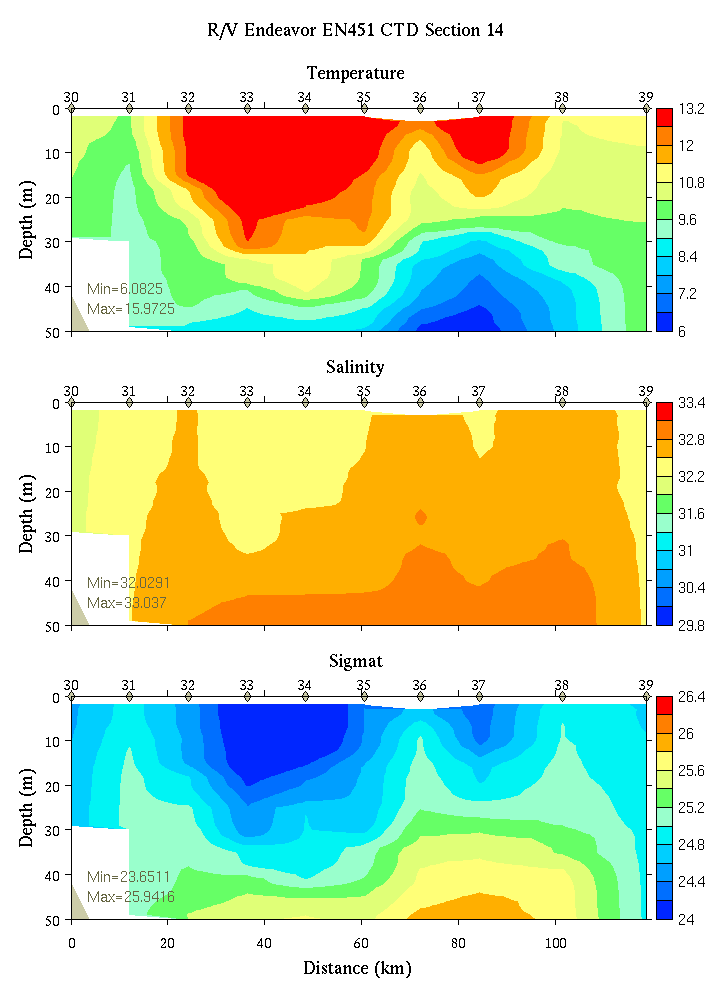 R/V Endeavor EN451 CTD Section 14
Temperature
30 31 32 33 34 35 36 37 38 39
0
10
20
30
40
50
Depth (m)
Min=6.0825
Max=15.9725
13.2
12
10.8
9.6
8.4
7.2
6
Salinity
30 31 32 33 34 35 36 37 38 39
0
10
20
30
40
50
Depth (m)
Min=32.0291
Max=33.037
33.4
32.8
32.2
31.6
31
30.4
29.8
Sigmat
30 31 32 33 34 35 36 37 38 39
0
10
20
30
40
50
Depth (m)
Min=23.6511
Max=25.9416
26.4
26
25.6
25.2
24.8
24.4
24
0 20 40 60 80 100
Distance (km)